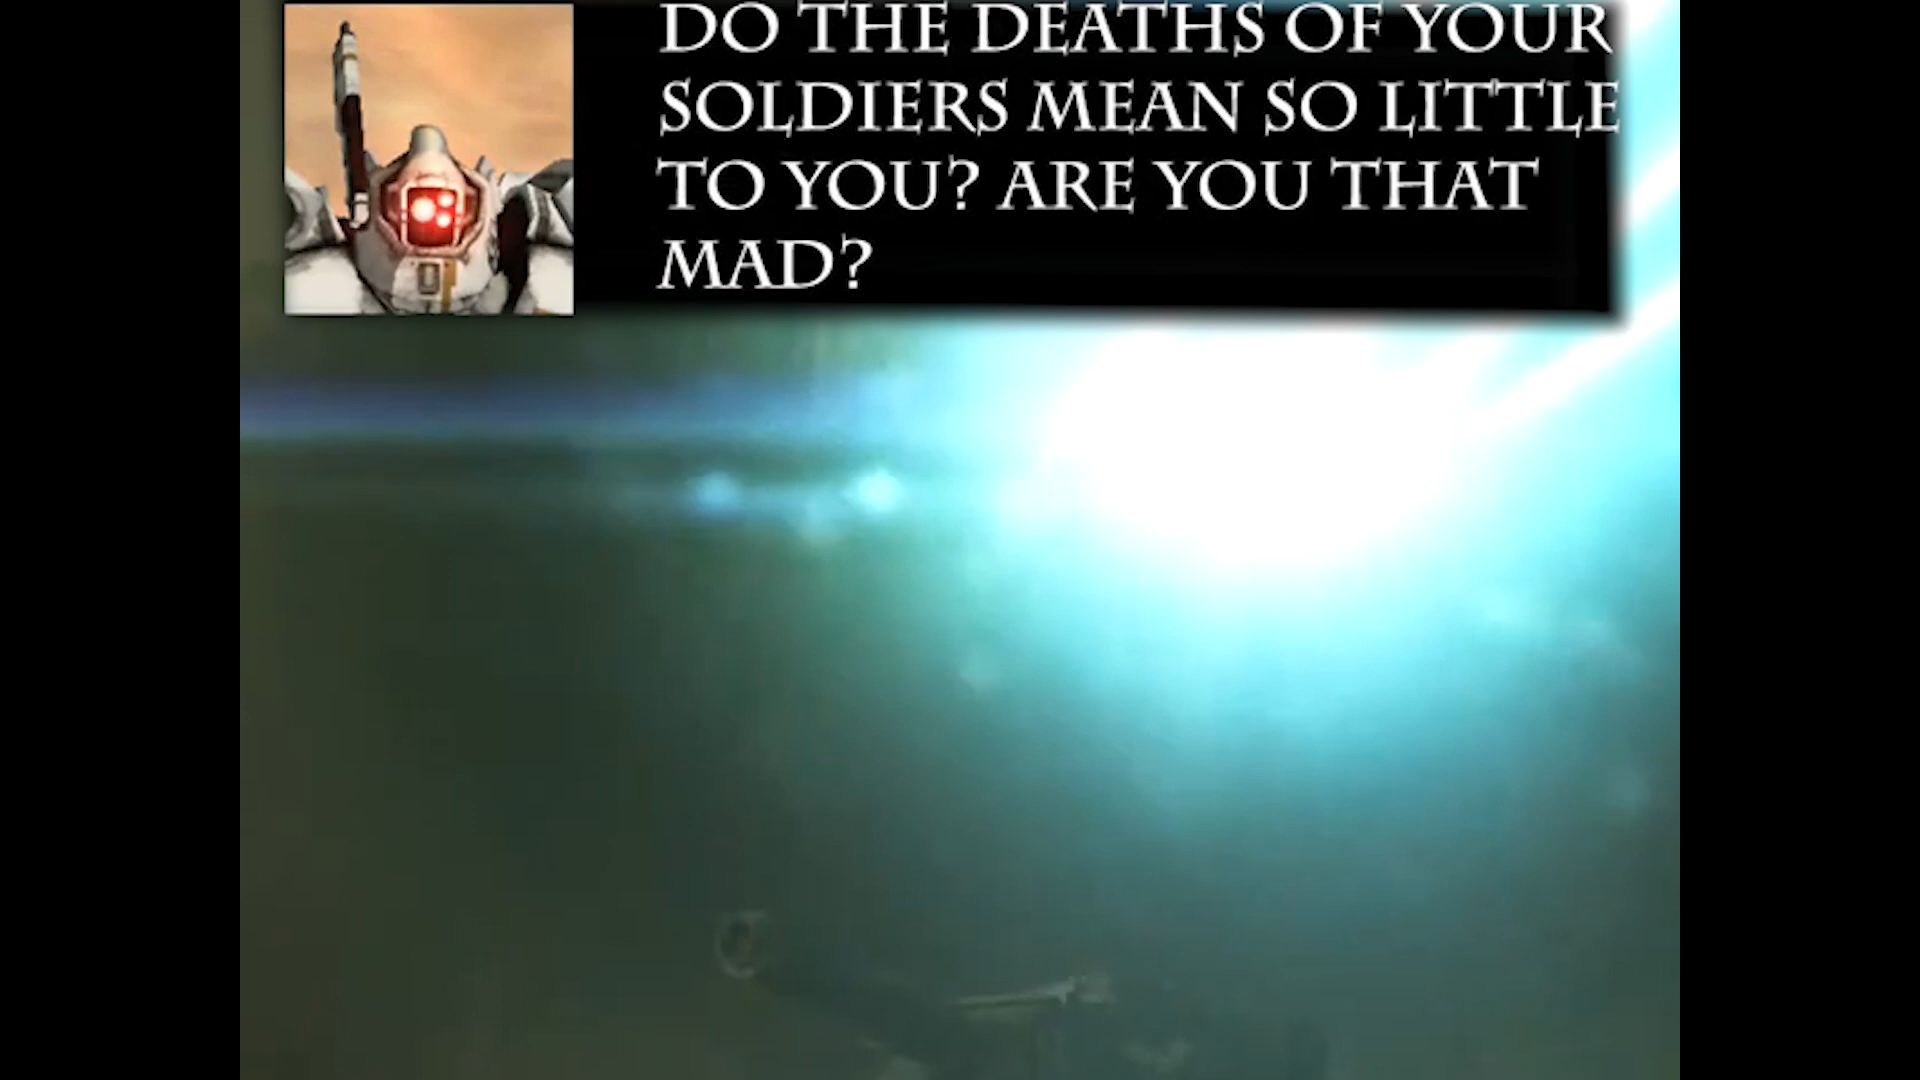 DO THE DEATHS OF YOUR
SOLDIERS MEAN SO LITTLE
TO YOU? ARE YOU THAT
MAD?